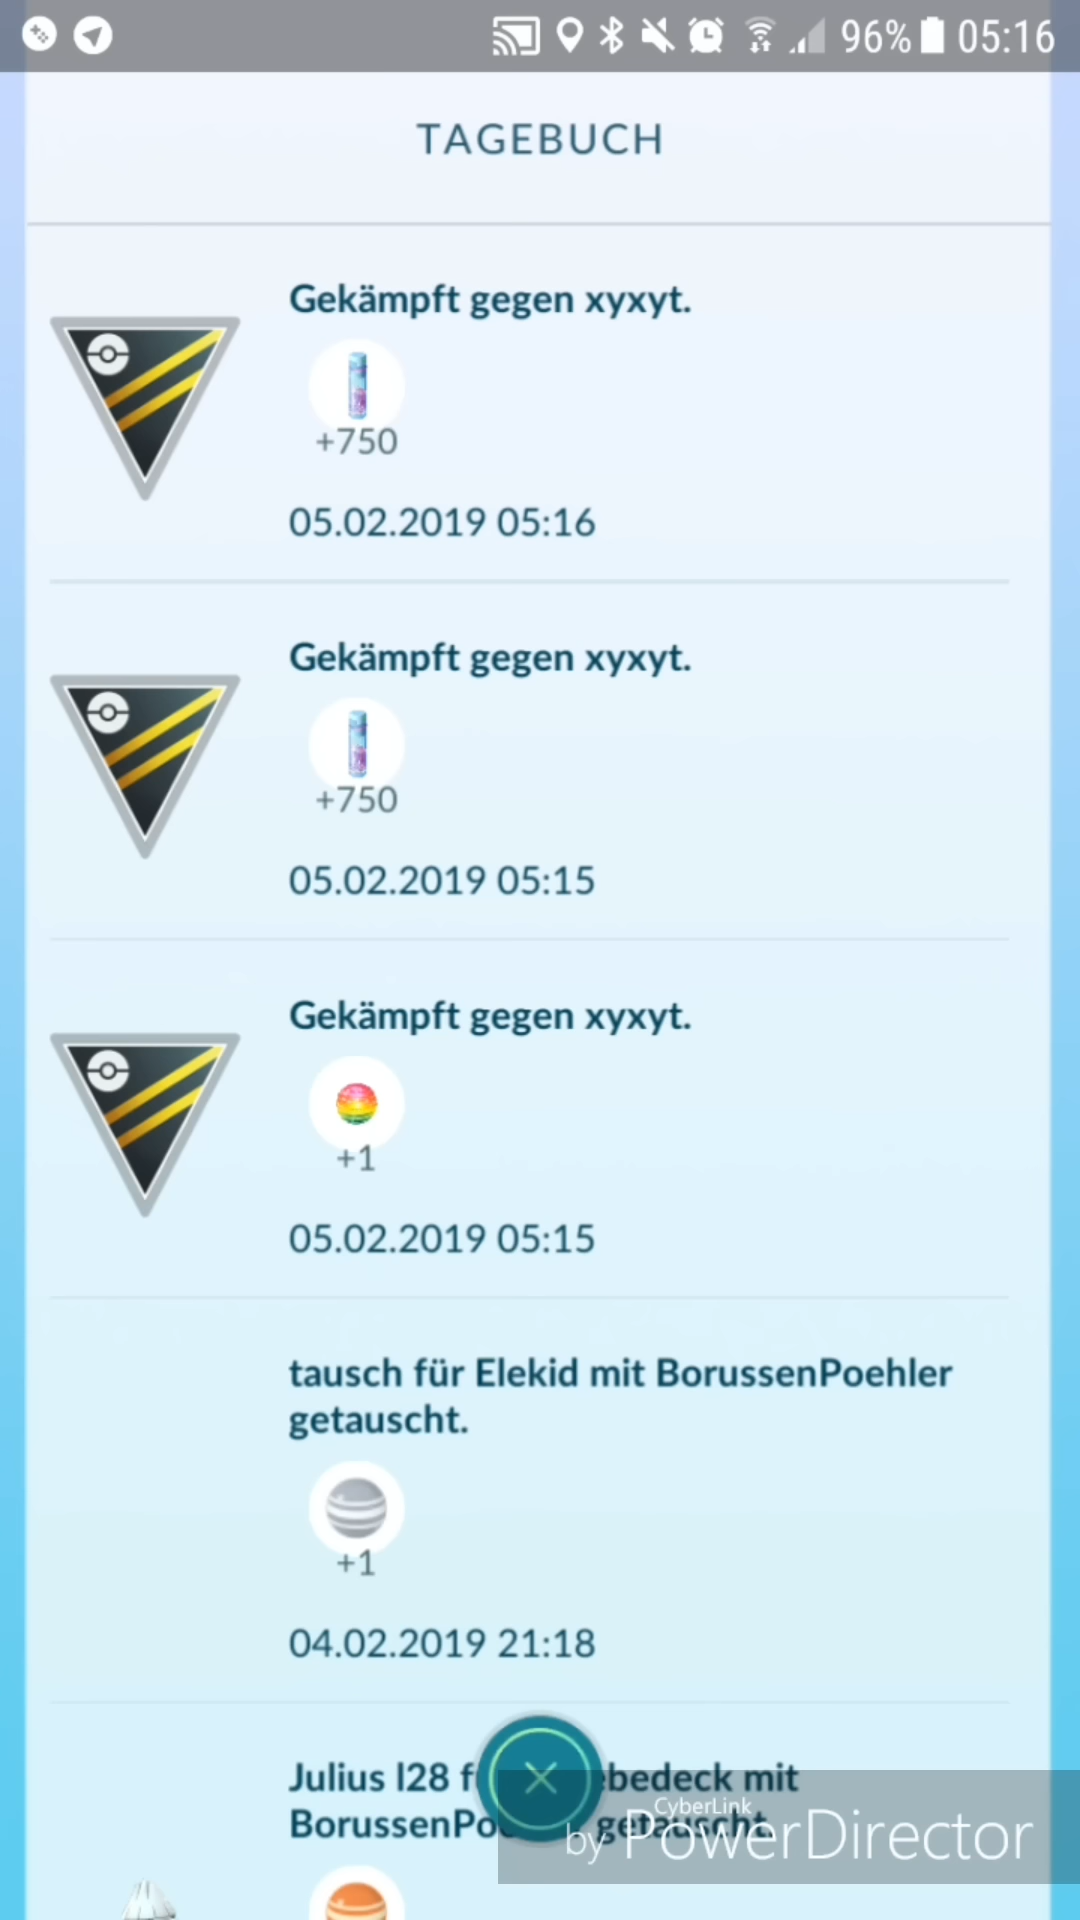 96% 05:16
TAGEBUCH
Gekämpft gegen xyxyt.
+750
05.02.2019 05:16
Gekämpft gegen xyxyt.
+750
05.02.2019 05:15
Gekämpft gegen xyxyt.
+1
05.02.2019 05:15
tausch für Elekid mit BorussenPoehler
getauscht.
+1
04.02.2019 21:18
Julius l28 mit
getauscht.
CyberLink
by PowerDirector